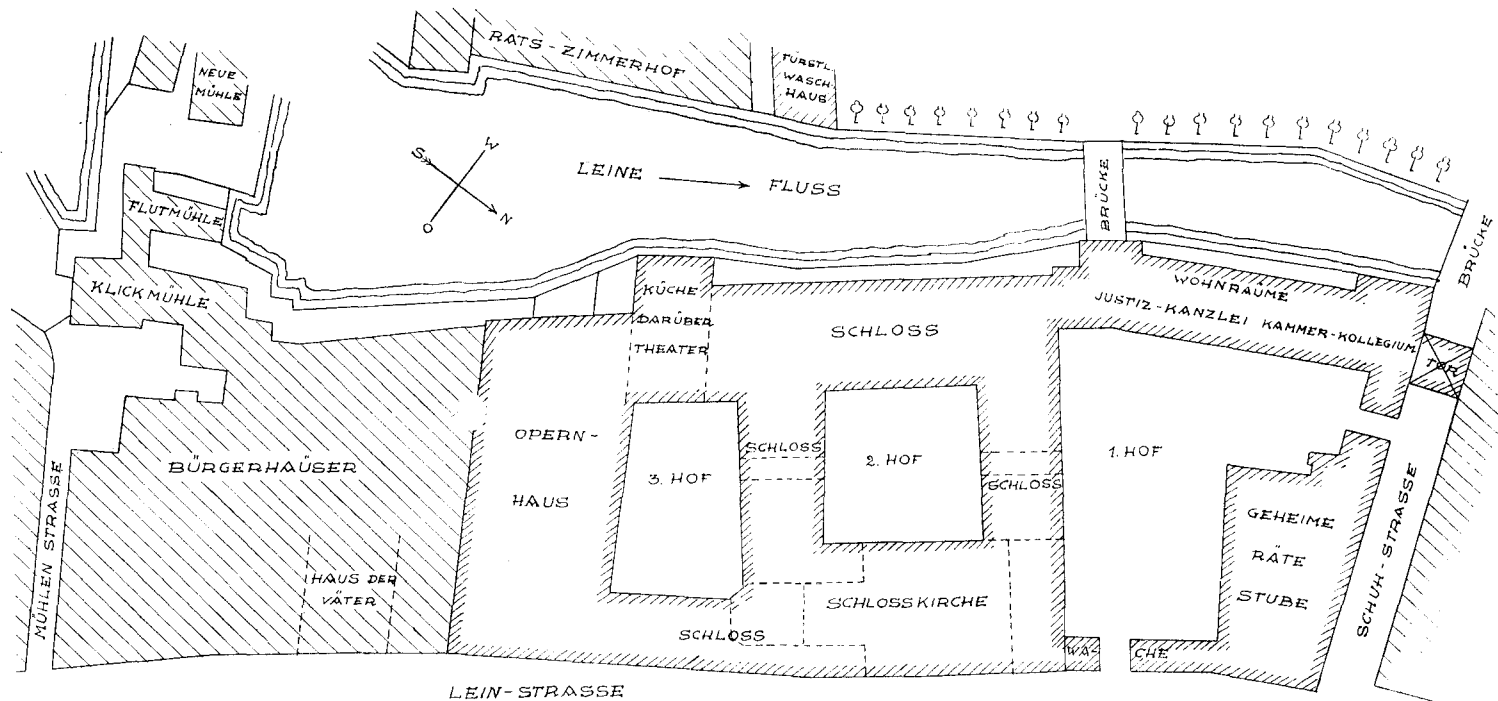 RATS-ZIMMERHOF
NEUE
MÜHLE
FÜRSTL.
WASCH
HAUS
S
W
N
O
LEINE
FLUSS
BRÜCKE
BRÜCKE
FLUTMÜHLE
KLICKMÜHLE
KÜCHE
DARÜBER
THEATER
SCHLOSS
WOHNRÄUME
JUSTIZ-KANZLEI KAMMER-KOLLEGIUM
TOR
OPERN-
HAUS
BÜRGERHÄUSER
3. HOF
SCHLOSS
2. HOF
SCHLOSS
1. HOF
GEHEIME
RÄTE
STUBE
SCHUH-STRASSE
MÜHLEN STRASSE
HAUS DER
VÄTER
SCHLOSSKIRCHE
SCHLOSS
WA-
CHE
LEIN-STRASSE